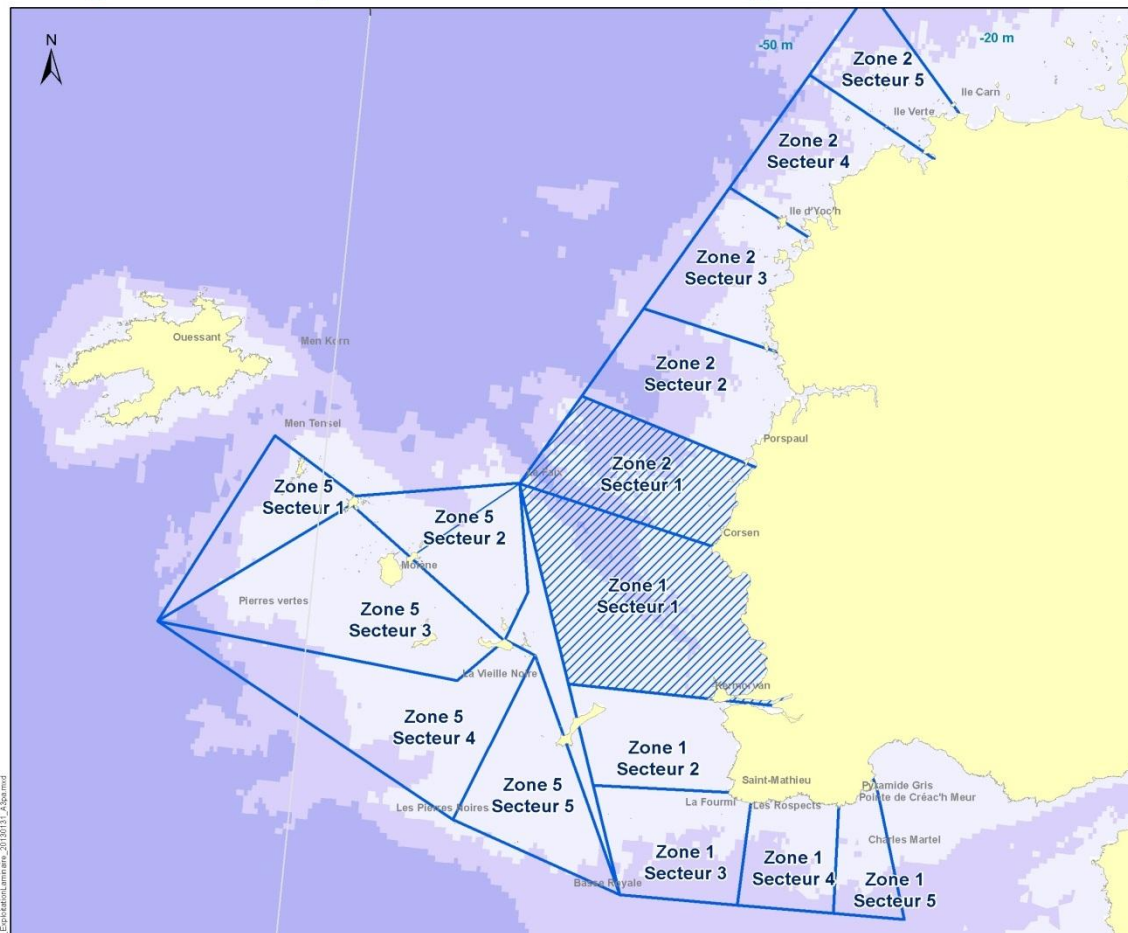 N
-50 m
-20 m
Zone 2
Secteur 5
Ile Carn
Ile Verte
Zone 2
Secteur 4
Ile d'Yoc'h
Zone 2
Secteur 3
Ouessant
Men Korn
Zone 2
Secteur 2
Men Tensel
Porspaul
Zone 2
Secteur 1
Zone 5
Secteur 1
Zone 5
Secteur 2
Corsen
Molène
Zone 1
Secteur 1
Pierres vertes
Zone 5
Secteur 3
La Vieille Noire
Kermorvan
Zone 5
Secteur 4
Zone 1
Secteur 2
Saint-Mathieu
Pyramide Gris
Pointe de Créac'h Meur
Zone 5
Secteur 5
Les Pierres Noires
La Fourmi
Les Rospects
Charles Martel
Zone 1
Secteur 3
Zone 1
Secteur 4
Zone 1
Secteur 5
Basse Royale